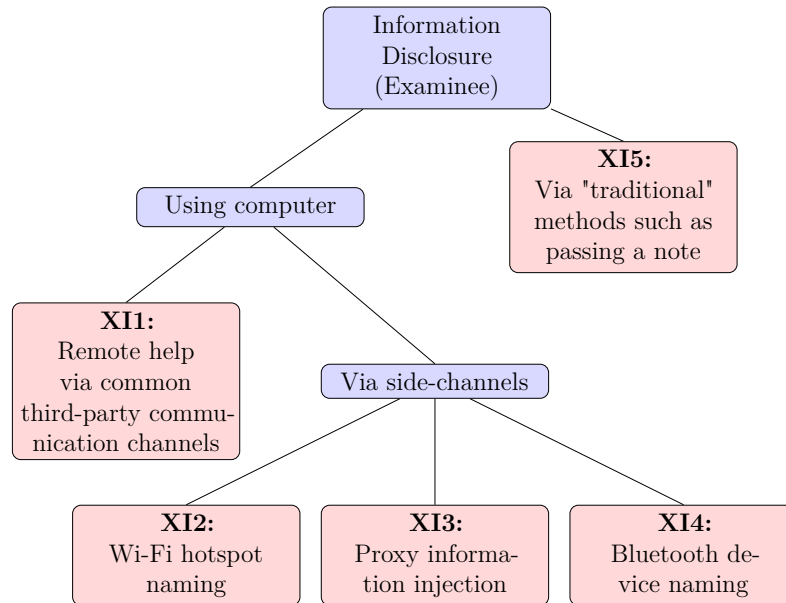 Information
Disclosure
(Examinee)
XI5:
Via "traditional"
methods such as
passing a note
Using computer
XI1:
Remote help
via common
third-party commu-
nication channels
Via side-channels
XI2:
Wi-Fi hotspot
naming
XI3:
Proxy informa-
tion injection
XI4:
Bluetooth de-
vice naming